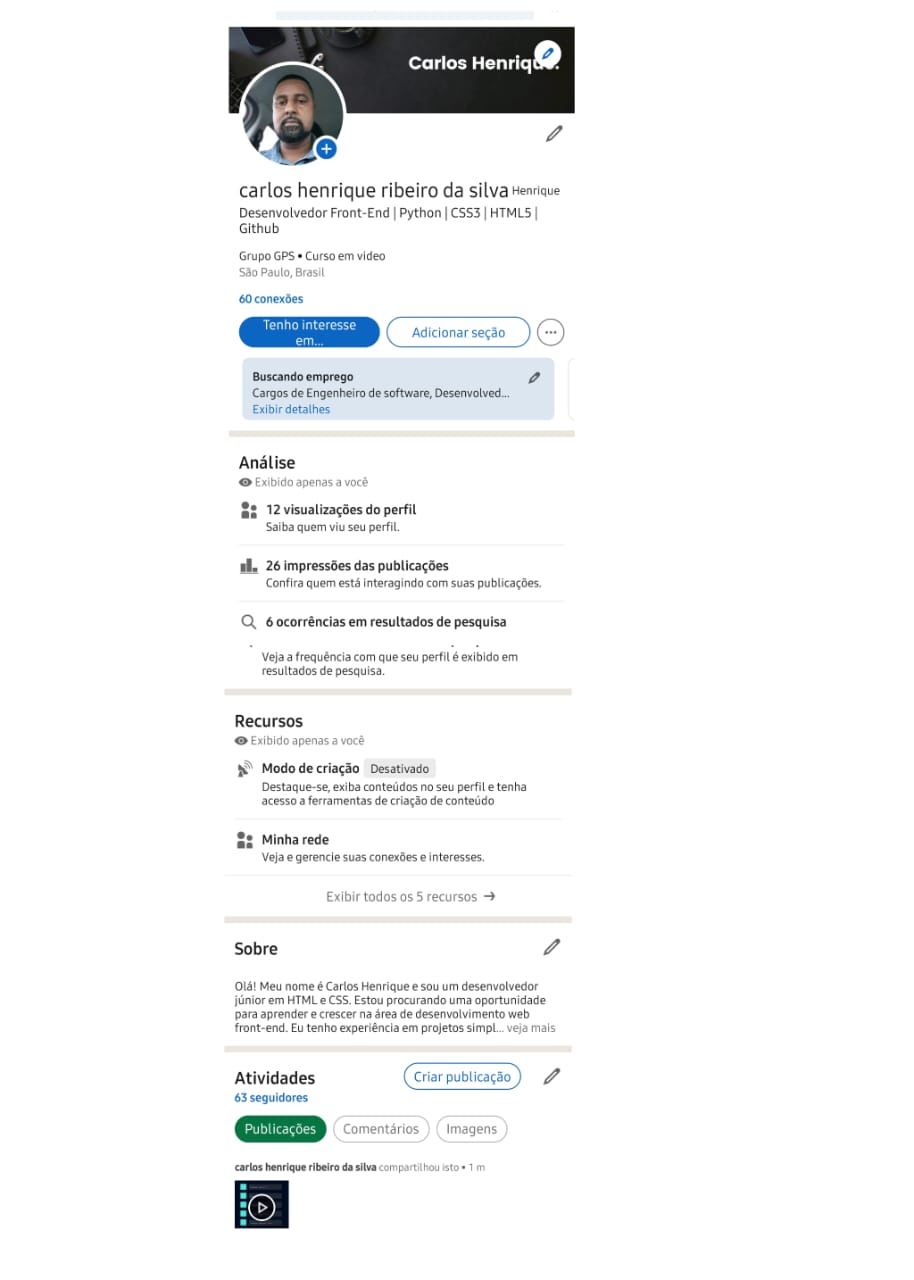 Carlos Henrique.
carlos henrique ribeiro da silva Henrique
Desenvolvedor Front-End | Python | CSS3 | HTML5 |
Github
Grupo GPS • Curso em video
São Paulo, Brasil
60 conexões
Tenho interesse
em...
Adicionar seção
Buscando emprego
Cargos de Engenheiro de software, Desenvolved...
Exibir detalhes
Análise
Exibido apenas a você
12 visualizações do perfil
Saiba quem viu seu perfil.
26 impressões das publicações
Confira quem está interagindo com suas publicações.
6 ocorrências em resultados de pesquisa
Veja a frequência com que seu perfil é exibido em
resultados de pesquisa.
Recursos
Exibido apenas a você
Modo de criação Desativado
Destaque-se, exiba conteúdos no seu perfil e tenha
acesso a ferramentas de criação de conteúdo
Minha rede
Veja e gerencie suas conexões e interesses.
Exibir todos os 5 recursos →
Sobre
Olá! Meu nome é Carlos Henrique e sou um desenvolvedor
júnior em HTML e CSS. Estou procurando uma oportunidade
para aprender e crescer na área de desenvolvimento web
front-end. Eu tenho experiência em projetos simpl... veja mais
Atividades
Criar publicação
63 seguidores
Publicações
Comentários
Imagens
carlos henrique ribeiro da silva compartilhou isto • 1 m